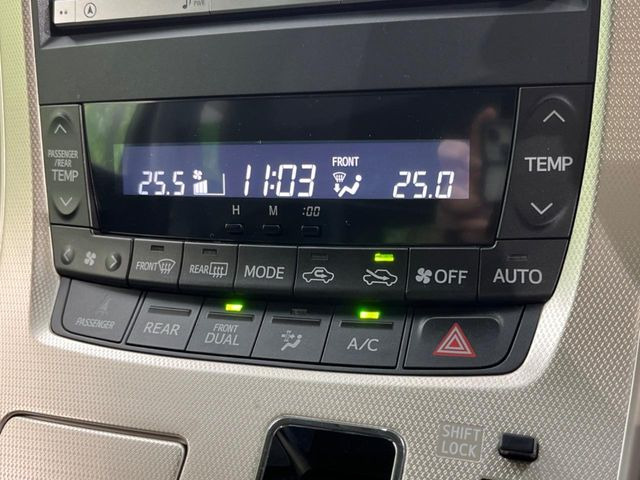 PWR
PASSENGER
/REAR
TEMP
25.5 11:03 FRONT 25.0
TEMP
H M :00
FRONT REAR MODE OFF AUTO
PASSENGER REAR FRONT DUAL A/C
SHIFT
LOCK